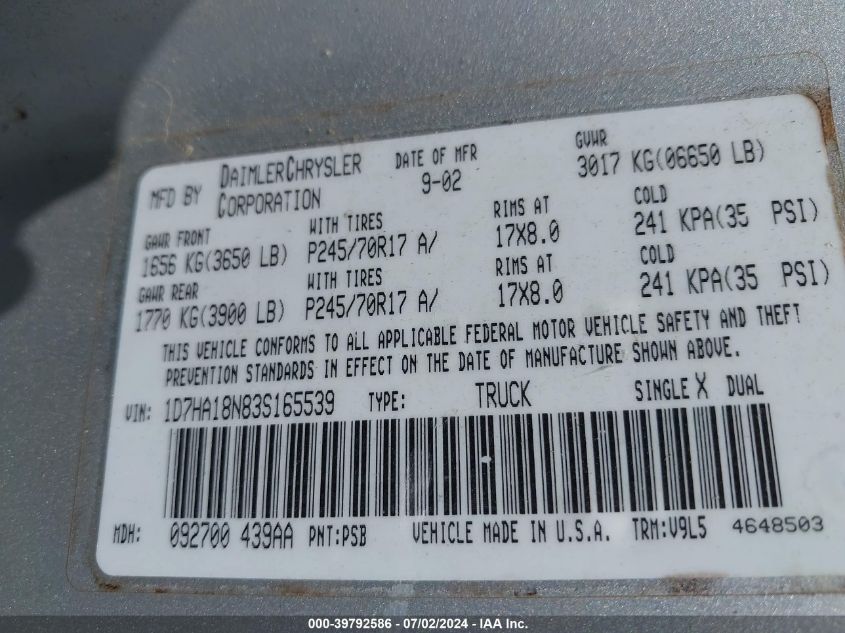 MFD BY DAIMLERCHRYSLER CORPORATION DATE OF MFR 9-02 GVWR 3017 KG(06650 LB)
GAWR FRONT WITH TIRES RIMS AT COLD
1656 KG(3650 LB) P245/70R17 A/ 17X8.0 241 KPA(35 PSI)
GAWR REAR WITH TIRES RIMS AT COLD
1770 KG(3900 LB) P245/70R17 A/ 17X8.0 241 KPA(35 PSI)
THIS VEHICLE CONFORMS TO ALL APPLICABLE FEDERAL MOTOR VEHICLE SAFETY AND THEFT
PREVENTION STANDARDS IN EFFECT ON THE DATE OF MANUFACTURE SHOWN ABOVE.
VIN: 1D7HA18N83S165539 TYPE: TRUCK SINGLE X DUAL
MDH: 092700 439AA PNT:PSB VEHICLE MADE IN U.S.A. TRM:V9L5 4648503
000-39792586 - 07/02/2024 - IAA Inc.